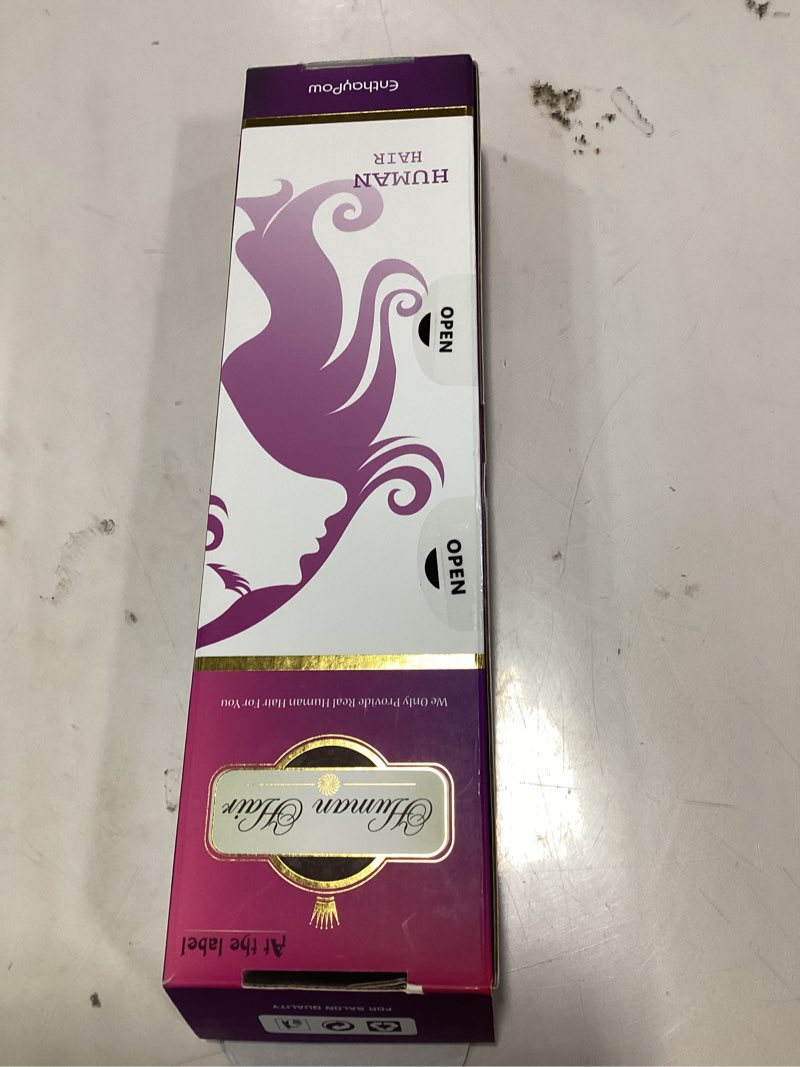 At the label
Human Hair
We Only Provide Real Human Hair For You
OPEN
OPEN
HUMAN
HAIR
EnthayPow
FOR SALON QUALITY